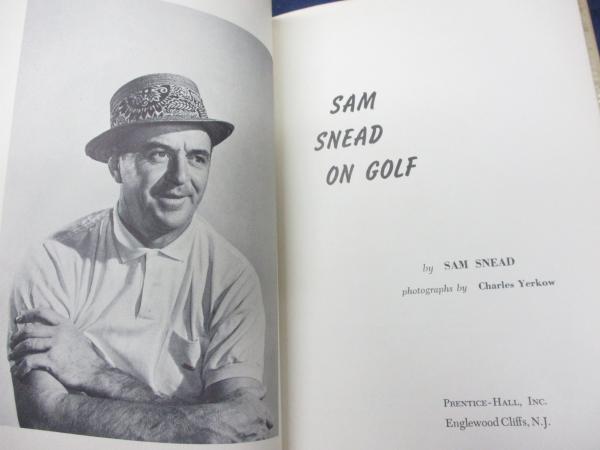 SAM
SNEAD
ON GOLF
by SAM SNEAD
photographs by Charles Yerkow
PRENTICE-HALL, INC.
Englewood Cliffs, N.J.